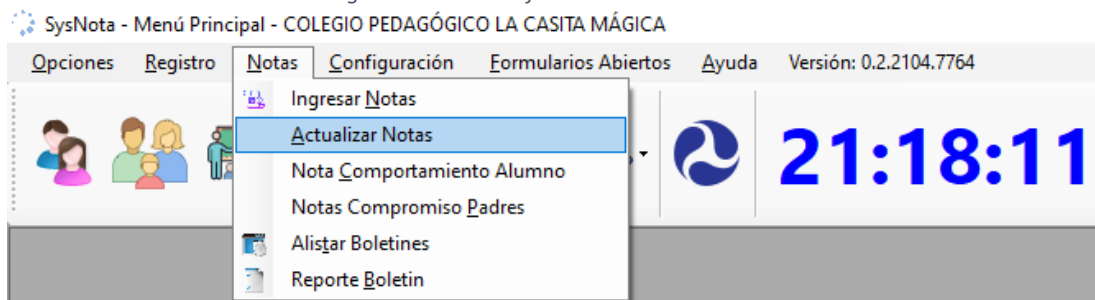 SysNota - Menú Principal - COLEGIO PEDAGÓGICO LA CASITA MÁGICA
Opciones Registro Notas Configuración Formularios Abiertos Ayuda Versión: 0.2.2104.7764
Ingresar Notas
Actualizar Notas
21:18:11
Nota Comportamiento Alumno
Notas Compromiso Padres
Alistar Boletines
Reporte Boletin